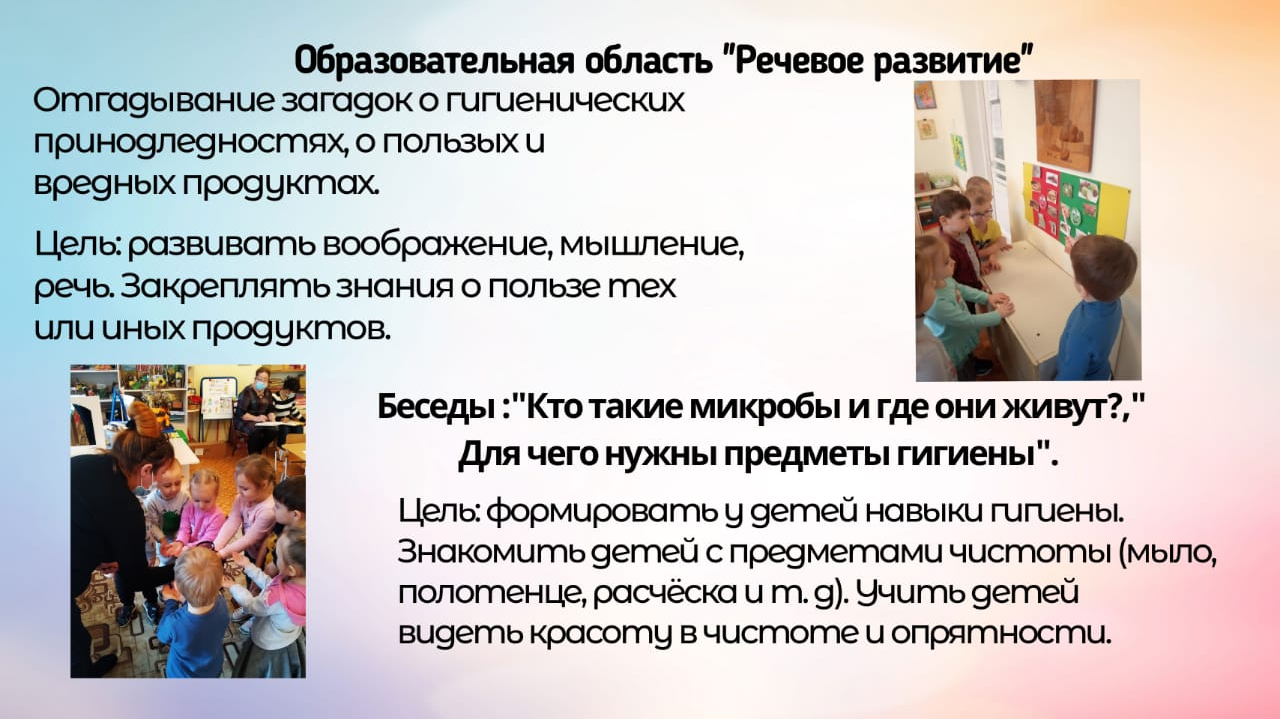 Образовательная область "Речевое развитие"
Отгадывание загадок о гигиенических
принодледностях, о пользых и
вредных продуктах.
Цель: развивать воображение, мышление,
речь. Закреплять знания о пользе тех
или иных продуктов.
Беседы :"Кто такие микробы и где они живут?,"
Для чего нужны предметы гигиены".
Цель: формировать у детей навыки гигиены.
Знакомить детей с предметами чистоты (мыло,
полотенце, расчёска и т. д). Учить детей
видеть красоту в чистоте и опрятности.